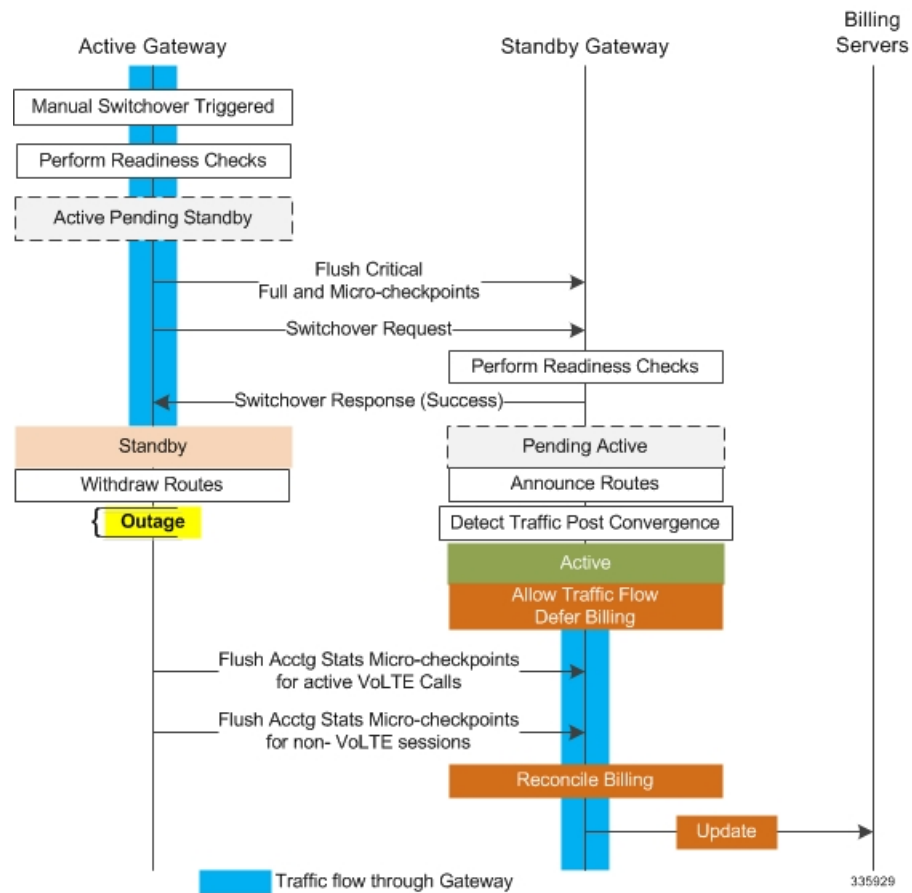 Billing
Servers
Active Gateway
Standby Gateway
Manual Switchover Triggered
Perform Readiness Checks
Active Pending Standby
Flush Critical
Full and Micro-checkpoints
Switchover Request
Perform Readiness Checks
Switchover Response (Success)
Standby
Pending Active
Withdraw Routes
Announce Routes
{ Outage
Detect Traffic Post Convergence
Active
Allow Traffic Flow
Defer Billing
Flush Acctg Stats Micro-checkpoints
for active VoLTE Calls
Flush Acctg Stats Micro-checkpoints
for non- VoLTE sessions
Reconcile Billing
Update
Traffic flow through Gateway
335929